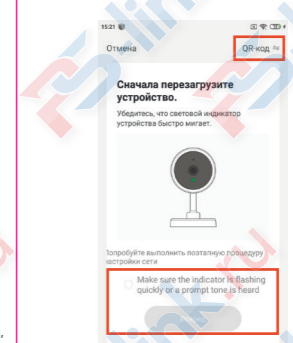 15:21
Отмена QR-код
Сначала перезагрузите
устройство.
Убедитесь, что световой индикатор
устройства быстро мигает.
Попробуйте выполнить поэтапную процедуру
настройки сети
Make sure the indicator is flashing
quickly or a prompt tone is heard